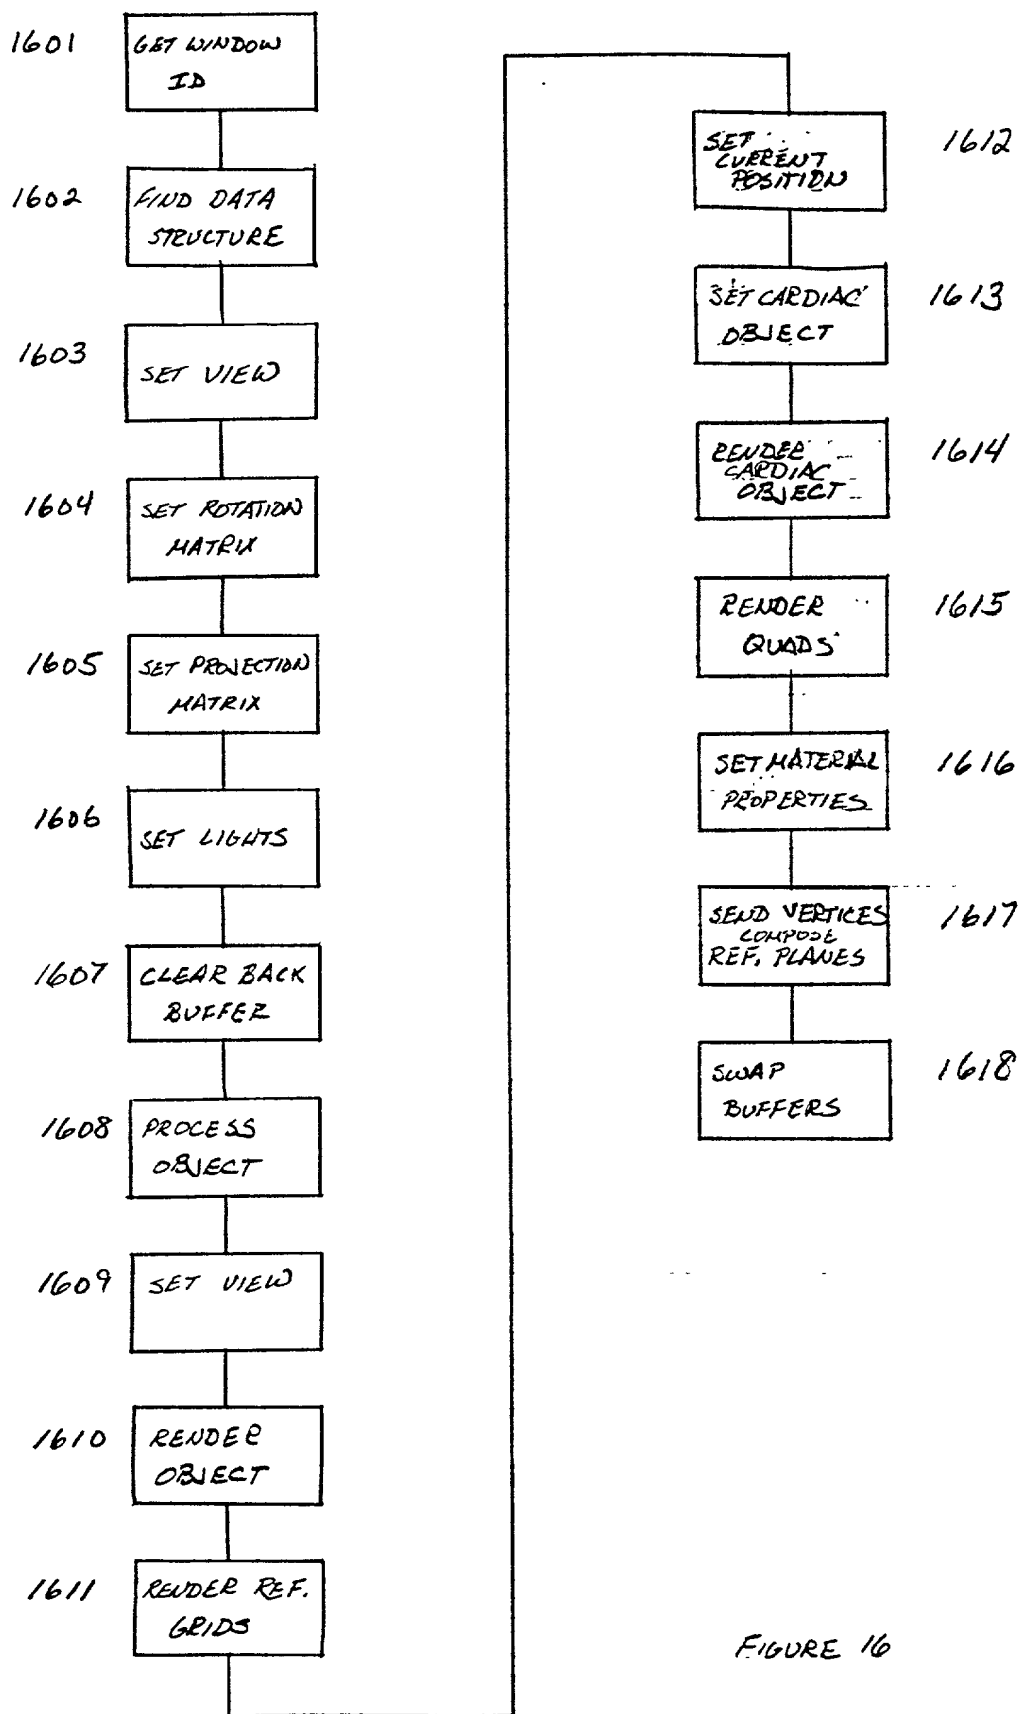 1601
GET WINDOW
ID
1602
FIND DATA
STRUCTURE
1603
SET VIEW
1604
SET ROTATION
MATRIX
1605
SET PROJECTION
MATRIX
1606
SET LIGHTS
1607
CLEAR BACK
BUFFER
1608
PROCESS
OBJECT
1609
SET VIEW
1610
RENDER
OBJECT
1611
RENDER REF.
GRIDS
SET
CURRENT
POSITION
1612
SET CARDIAC
OBJECT
1613
RENDER
CARDIAC
OBJECT
1614
RENDER
QUADS
1615
SET MATERIAL
PROPERTIES
1616
SEND VERTICES
COMPOSE
REF. PLANES
1617
SWAP
BUFFERS
1618
FIGURE 16